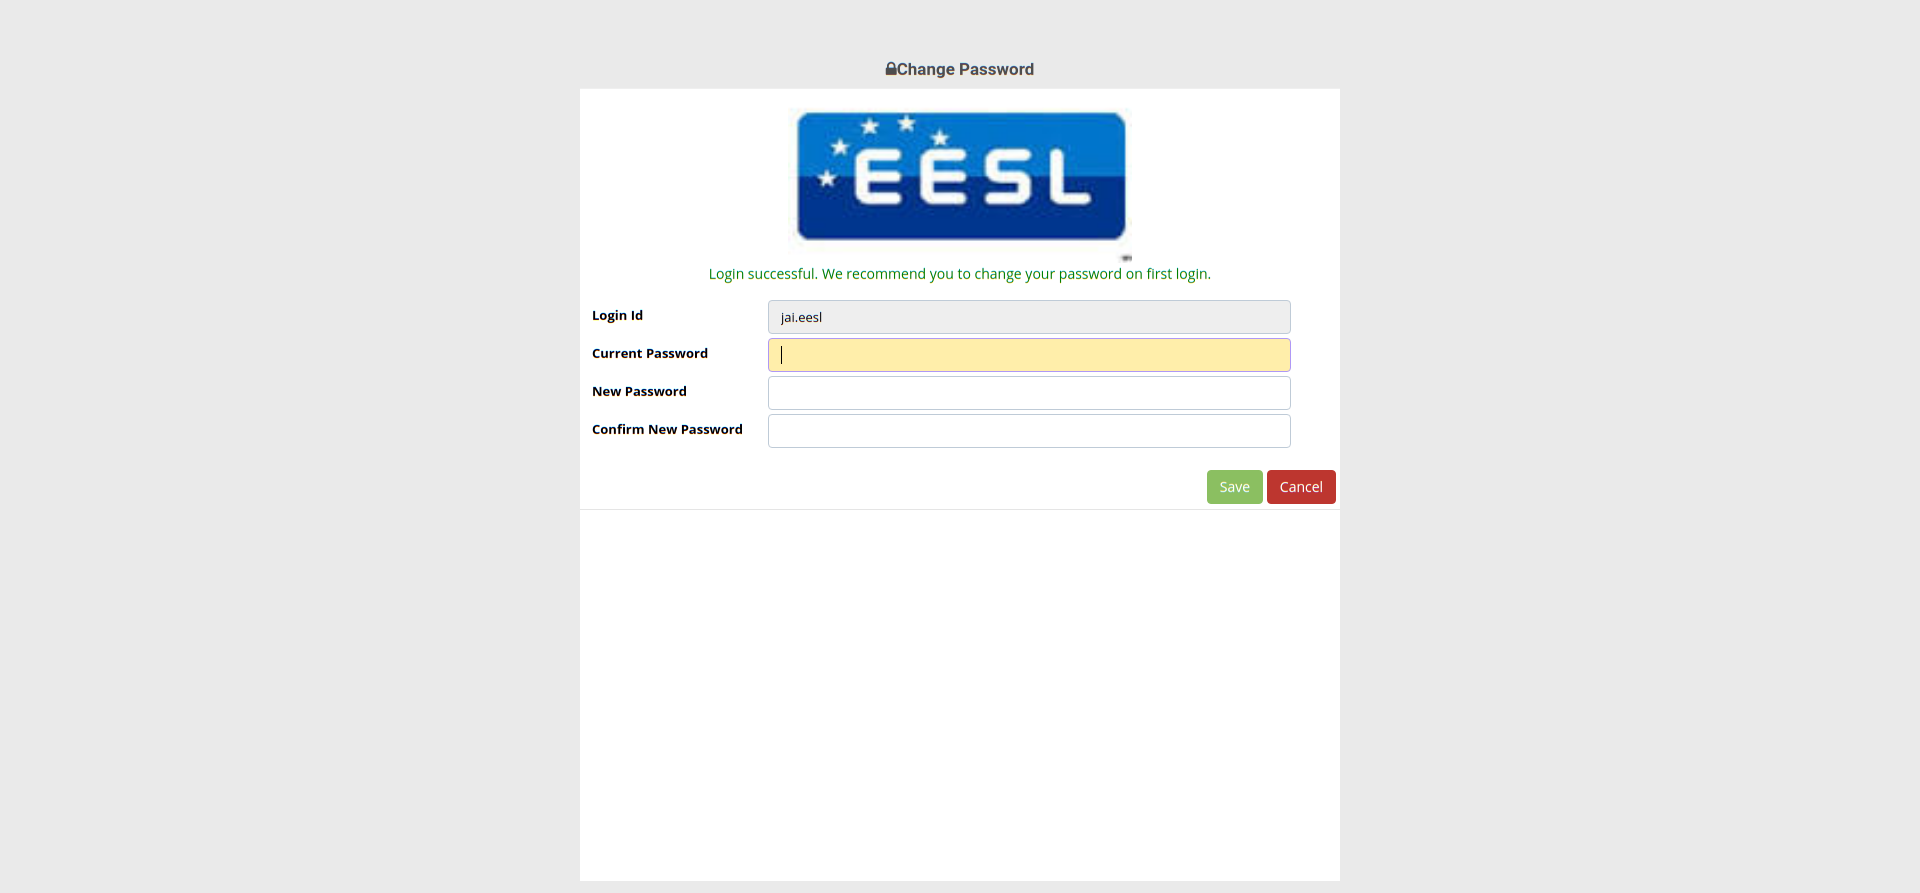 Change Password
EESL
Login successful. We recommend you to change your password on first login.
Login Id
jai.eesl
Current Password
New Password
Confirm New Password
Save Cancel